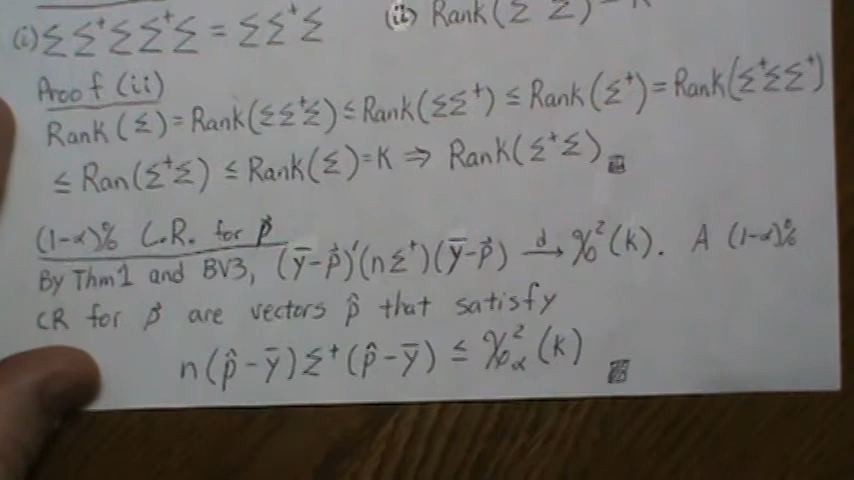 (i) ΣΣ⁺ΣΣ⁺Σ = ΣΣ⁺Σ (ii) Rank(Σ⁺Σ) = K
Proof (ii)
Rank(Σ) = Rank(ΣΣ⁺Σ) ≤ Rank(ΣΣ⁺) ≤ Rank(Σ⁺) = Rank(Σ⁺ΣΣ⁺)
≤ Ran(Σ⁺Σ) ≤ Rank(Σ) = K ⇒ Rank(Σ⁺Σ)
(1-α)% C.R. for p⃗
By Thm1 and BV3, (y̅-p⃗)'(nΣ⁺)(y̅-p⃗) →ᵈ χ²(k). A (1-α)%
CR for p⃗ are vectors p̂ that satisfy
n(p̂-y̅)Σ⁺(p̂-y̅) ≤ χ²_α(k)